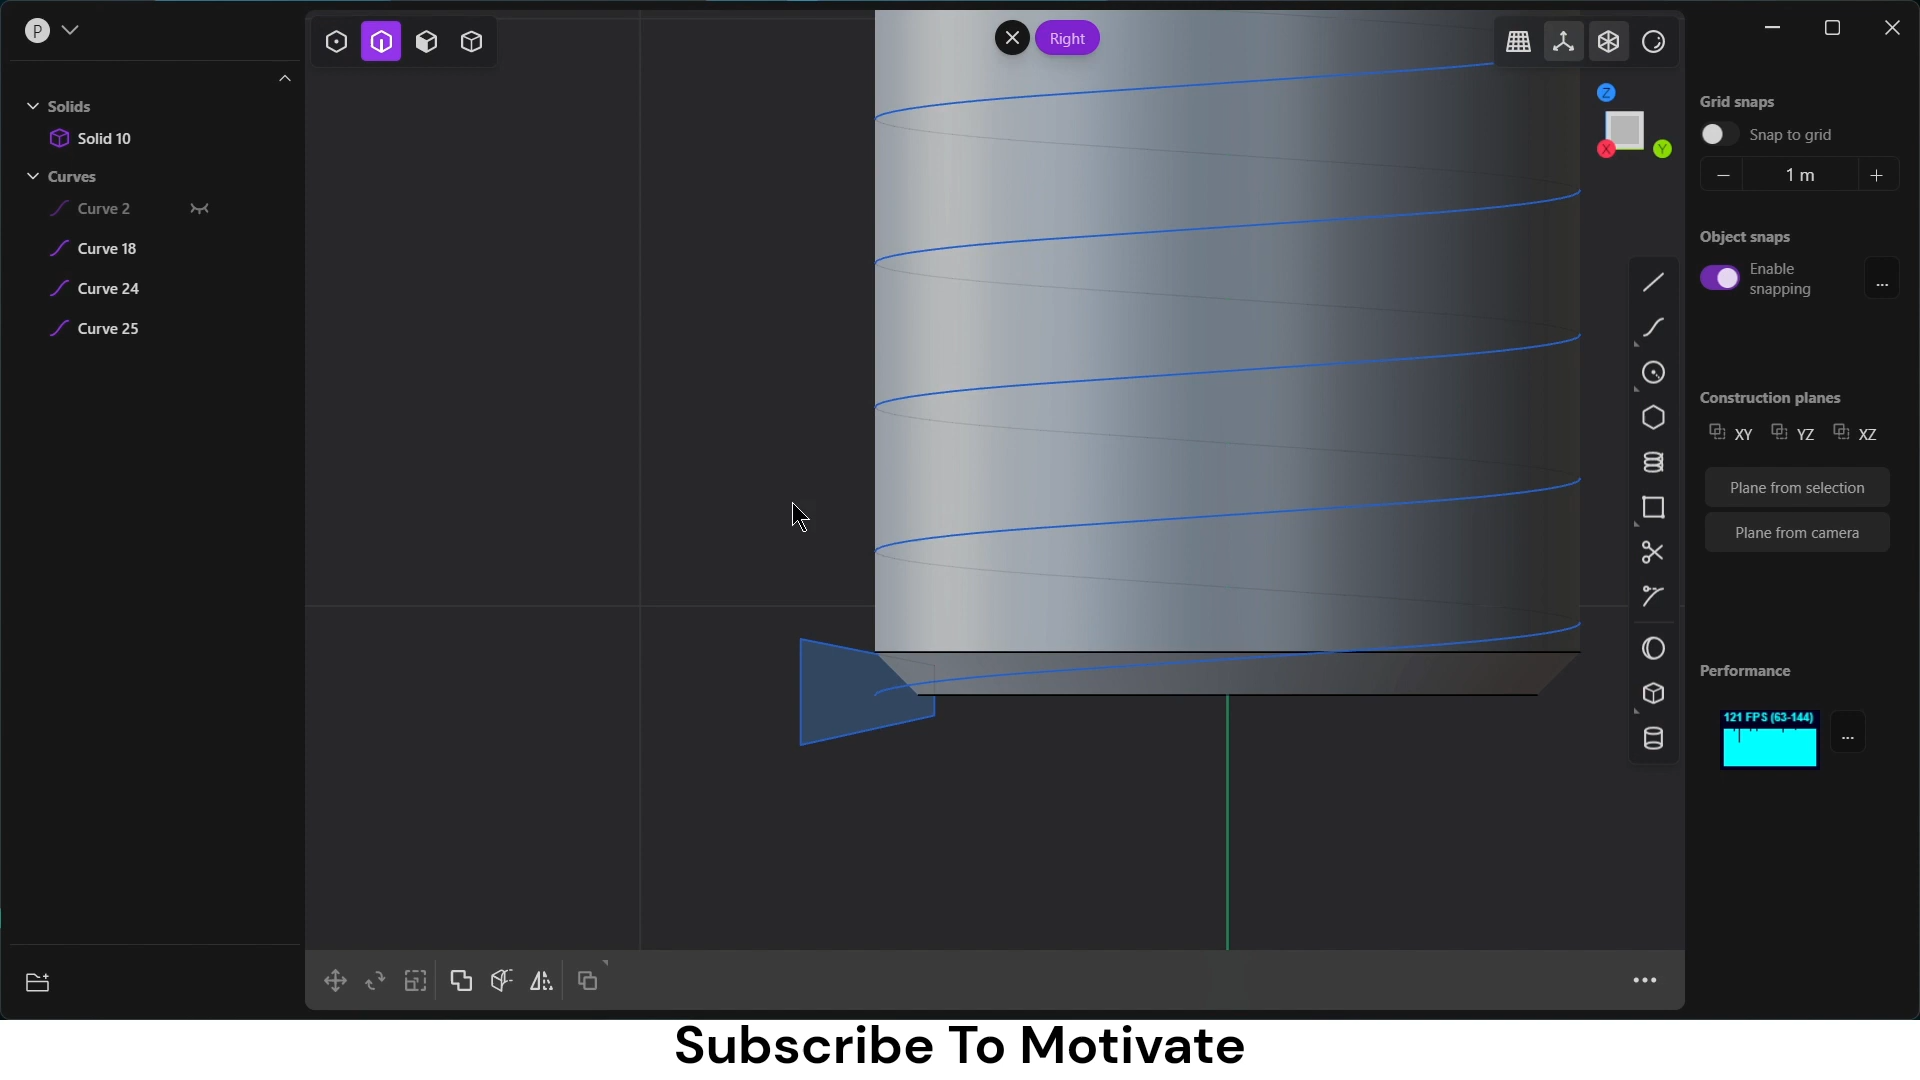 P
Right
Solids
Solid 10
Curves
Curve 2
Curve 18
Curve 24
Curve 25
Z
X
Y
Grid snaps
Snap to grid
1 m
Object snaps
Enable
snapping
...
Construction planes
XY YZ XZ
Plane from selection
Plane from camera
Performance
121 FPS (63-144)
...
Subscribe To Motivate